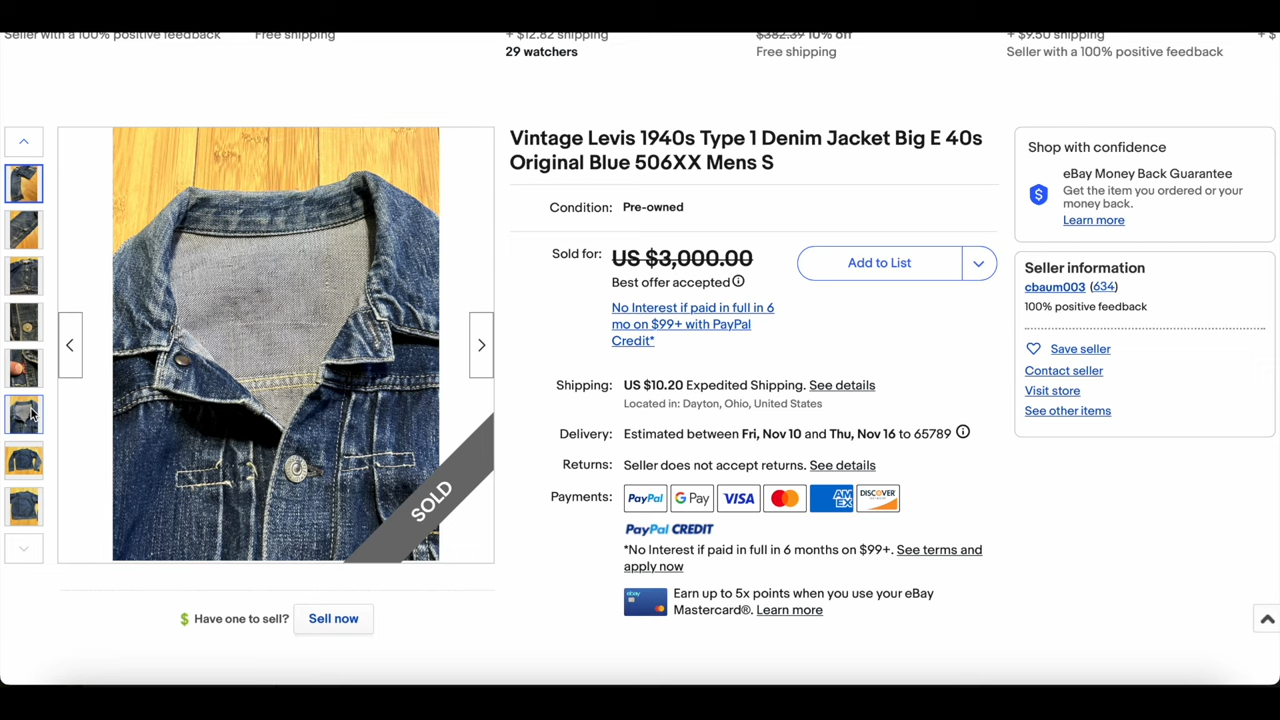 Seller with a 100% positive feedback
Free shipping
+ $12.82 shipping
29 watchers
$382.39 10% off
Free shipping
+ $9.50 shipping
Seller with a 100% positive feedback
+ $
Vintage Levis 1940s Type 1 Denim Jacket Big E 40s
Original Blue 506XX Mens S
Condition: Pre-owned
Sold for: US $3,000.00
Best offer accepted
No Interest if paid in full in 6
mo on $99+ with PayPal
Credit*
Add to List
Shipping: US $10.20 Expedited Shipping. See details
Located in: Dayton, Ohio, United States
Delivery: Estimated between Fri, Nov 10 and Thu, Nov 16 to 65789
Returns: Seller does not accept returns. See details
Payments: PayPal G Pay VISA AM EX DISCOVER
PayPal CREDIT
*No Interest if paid in full in 6 months on $99+. See terms and
apply now
ebay
Earn up to 5x points when you use your eBay
Mastercard®. Learn more
SOLD
Have one to sell? Sell now
Shop with confidence
eBay Money Back Guarantee
Get the item you ordered or your
money back.
Learn more
Seller information
cbaum003 (634)
100% positive feedback
Save seller
Contact seller
Visit store
See other items